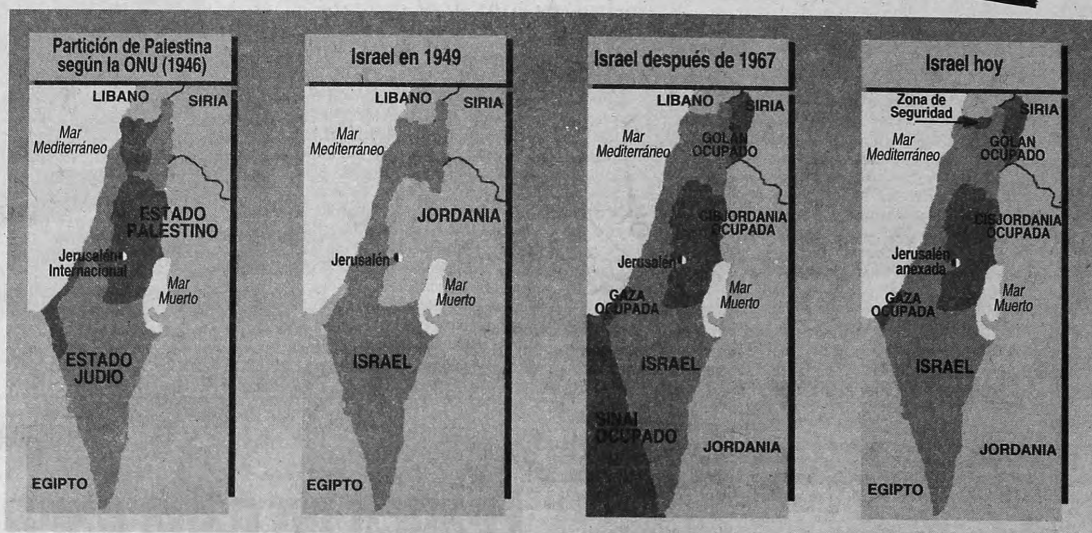 Partición de Palestina
según la ONU (1946)
LIBANO
SIRIA
Mar
Mediterráneo
ESTADO
PALESTINO
Jerusalén
Internacional
Mar
Muerto
ESTADO
JUDIO
EGIPTO
Israel en 1949
LIBANO
SIRIA
Mar
Mediterráneo
JORDANIA
Jerusalén
Mar
Muerto
ISRAEL
EGIPTO
Israel después de 1967
LIBANO
SIRIA
Mar
Mediterráneo
GOLAN
OCUPADO
CISJORDANIA
OCUPADA
Jerusalén
GAZA
OCUPADA
Mar
Muerto
ISRAEL
SINAI
OCUPADO
JORDANIA
Israel hoy
Zona de
Seguridad
SIRIA
Mar
Mediterráneo
GOLAN
OCUPADO
CISJORDANIA
OCUPADA
Jerusalén
anexada
GAZA
OCUPADA
Mar
Muerto
ISRAEL
JORDANIA
EGIPTO